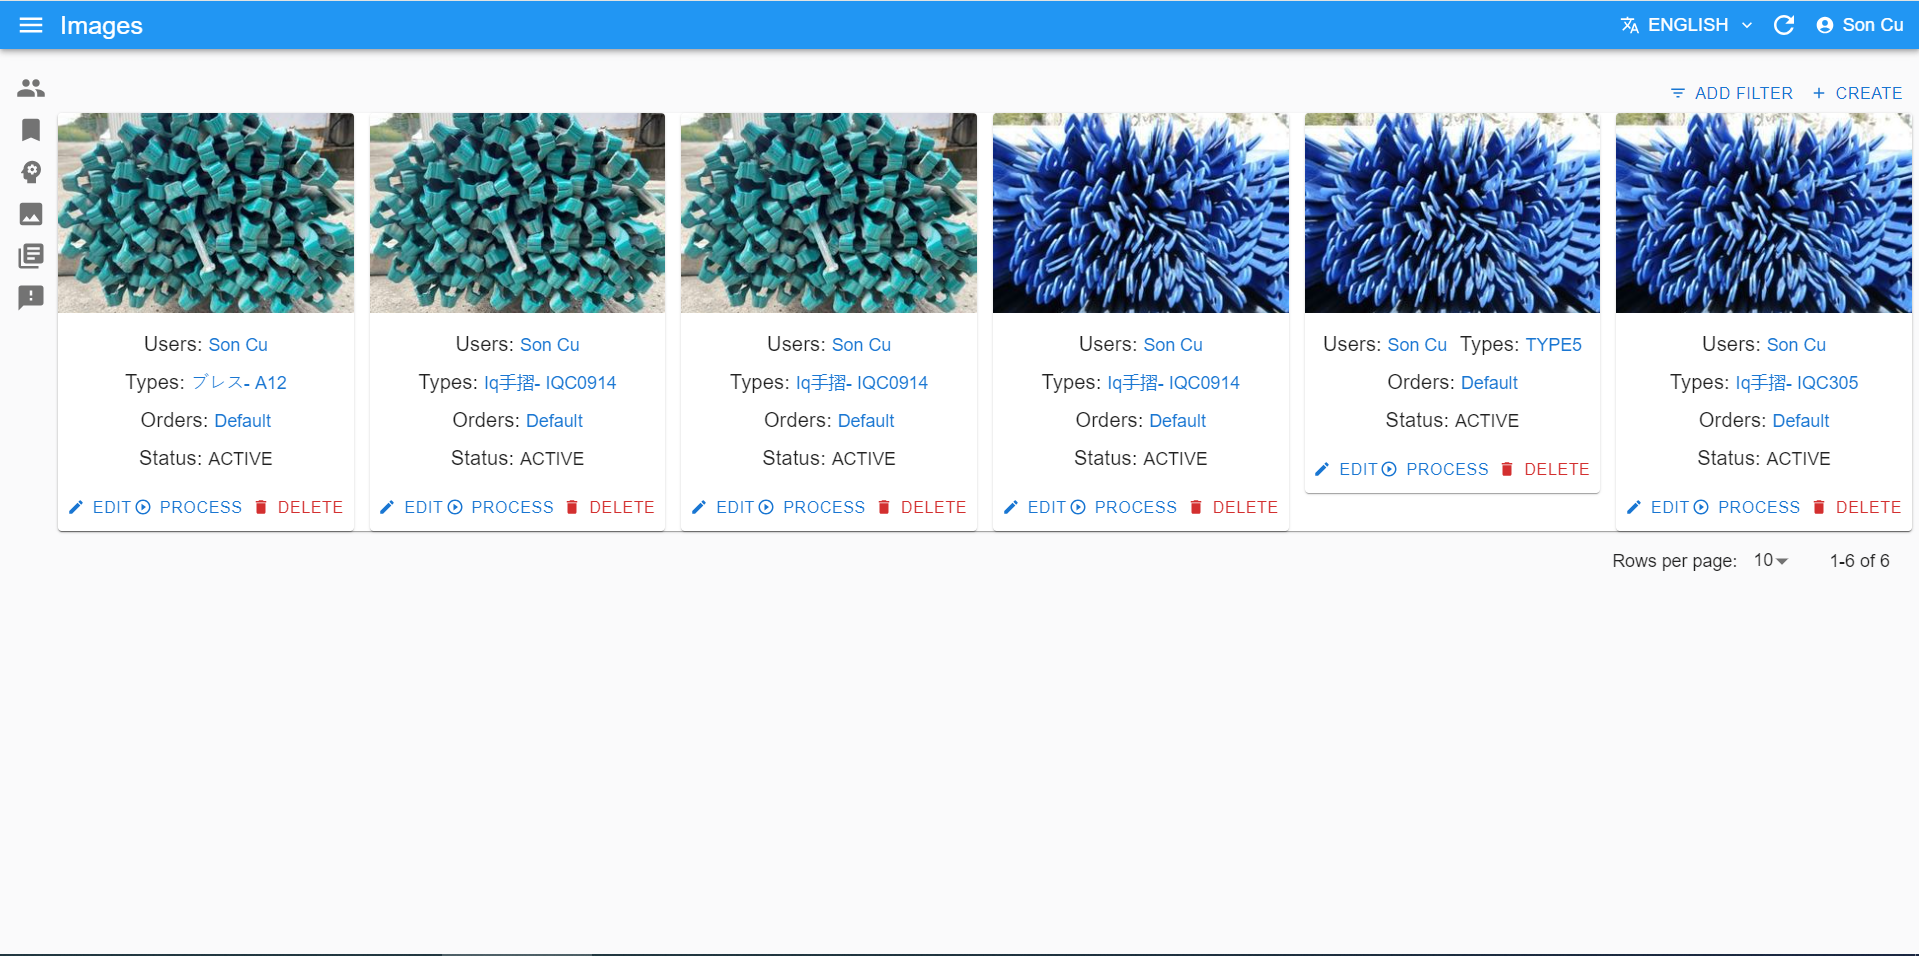 Images
ENGLISH
Son Cu
ADD FILTER
CREATE
Users: Son Cu
Types: ブレス- A12
Orders: Default
Status: ACTIVE
EDIT PROCESS DELETE
Users: Son Cu
Types: Iq手摺- IQC0914
Orders: Default
Status: ACTIVE
EDIT PROCESS DELETE
Users: Son Cu
Types: Iq手摺- IQC0914
Orders: Default
Status: ACTIVE
EDIT PROCESS DELETE
Users: Son Cu
Types: Iq手摺- IQC0914
Orders: Default
Status: ACTIVE
EDIT PROCESS DELETE
Users: Son Cu Types: TYPE5
Orders: Default
Status: ACTIVE
EDIT PROCESS DELETE
Users: Son Cu
Types: Iq手摺- IQC305
Orders: Default
Status: ACTIVE
EDIT PROCESS DELETE
Rows per page: 10 1-6 of 6